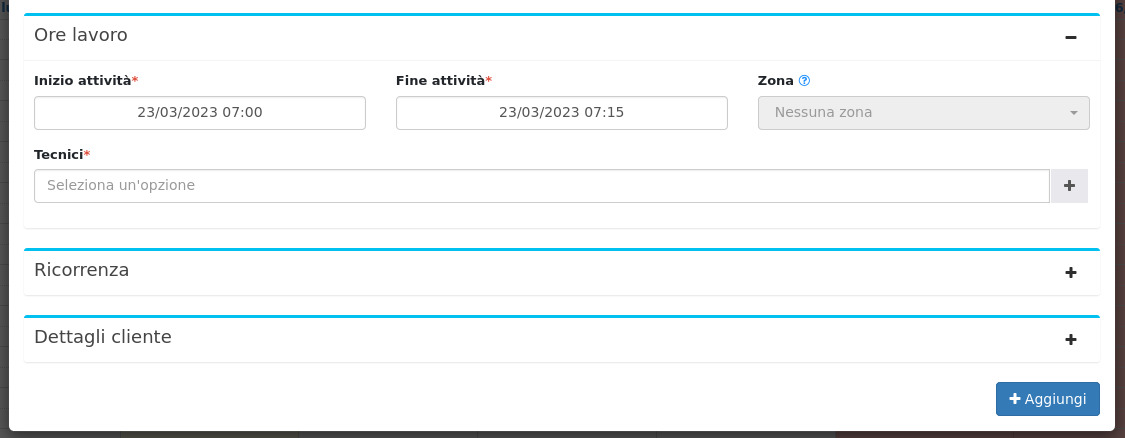 Ore lavoro
Inizio attività* Fine attività* Zona
23/03/2023 07:00 23/03/2023 07:15 Nessuna zona
Tecnici*
Seleziona un'opzione
Ricorrenza
Dettagli cliente
Aggiungi